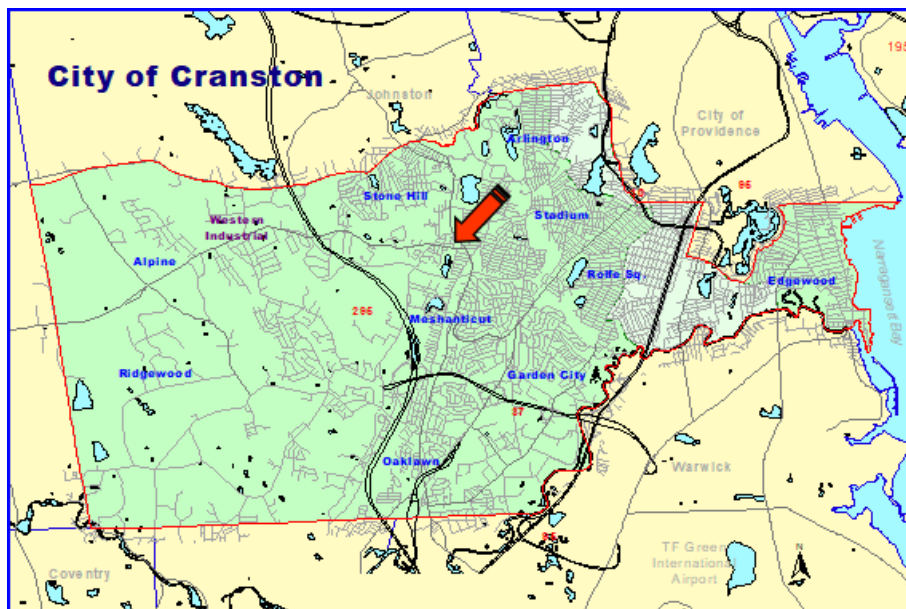 City of Cranston
Johnston
195
City of
Providence
Arlington
95
Stone Hill
Western
Industrial
Stadium
Alpine
Rolfe Sq.
Edgewood
Narragansett Bay
295
Meshanticut
Ridgewood
Garden City
37
Oaklawn
Warwick
95
TF Green
International
Airport
N
Coventry